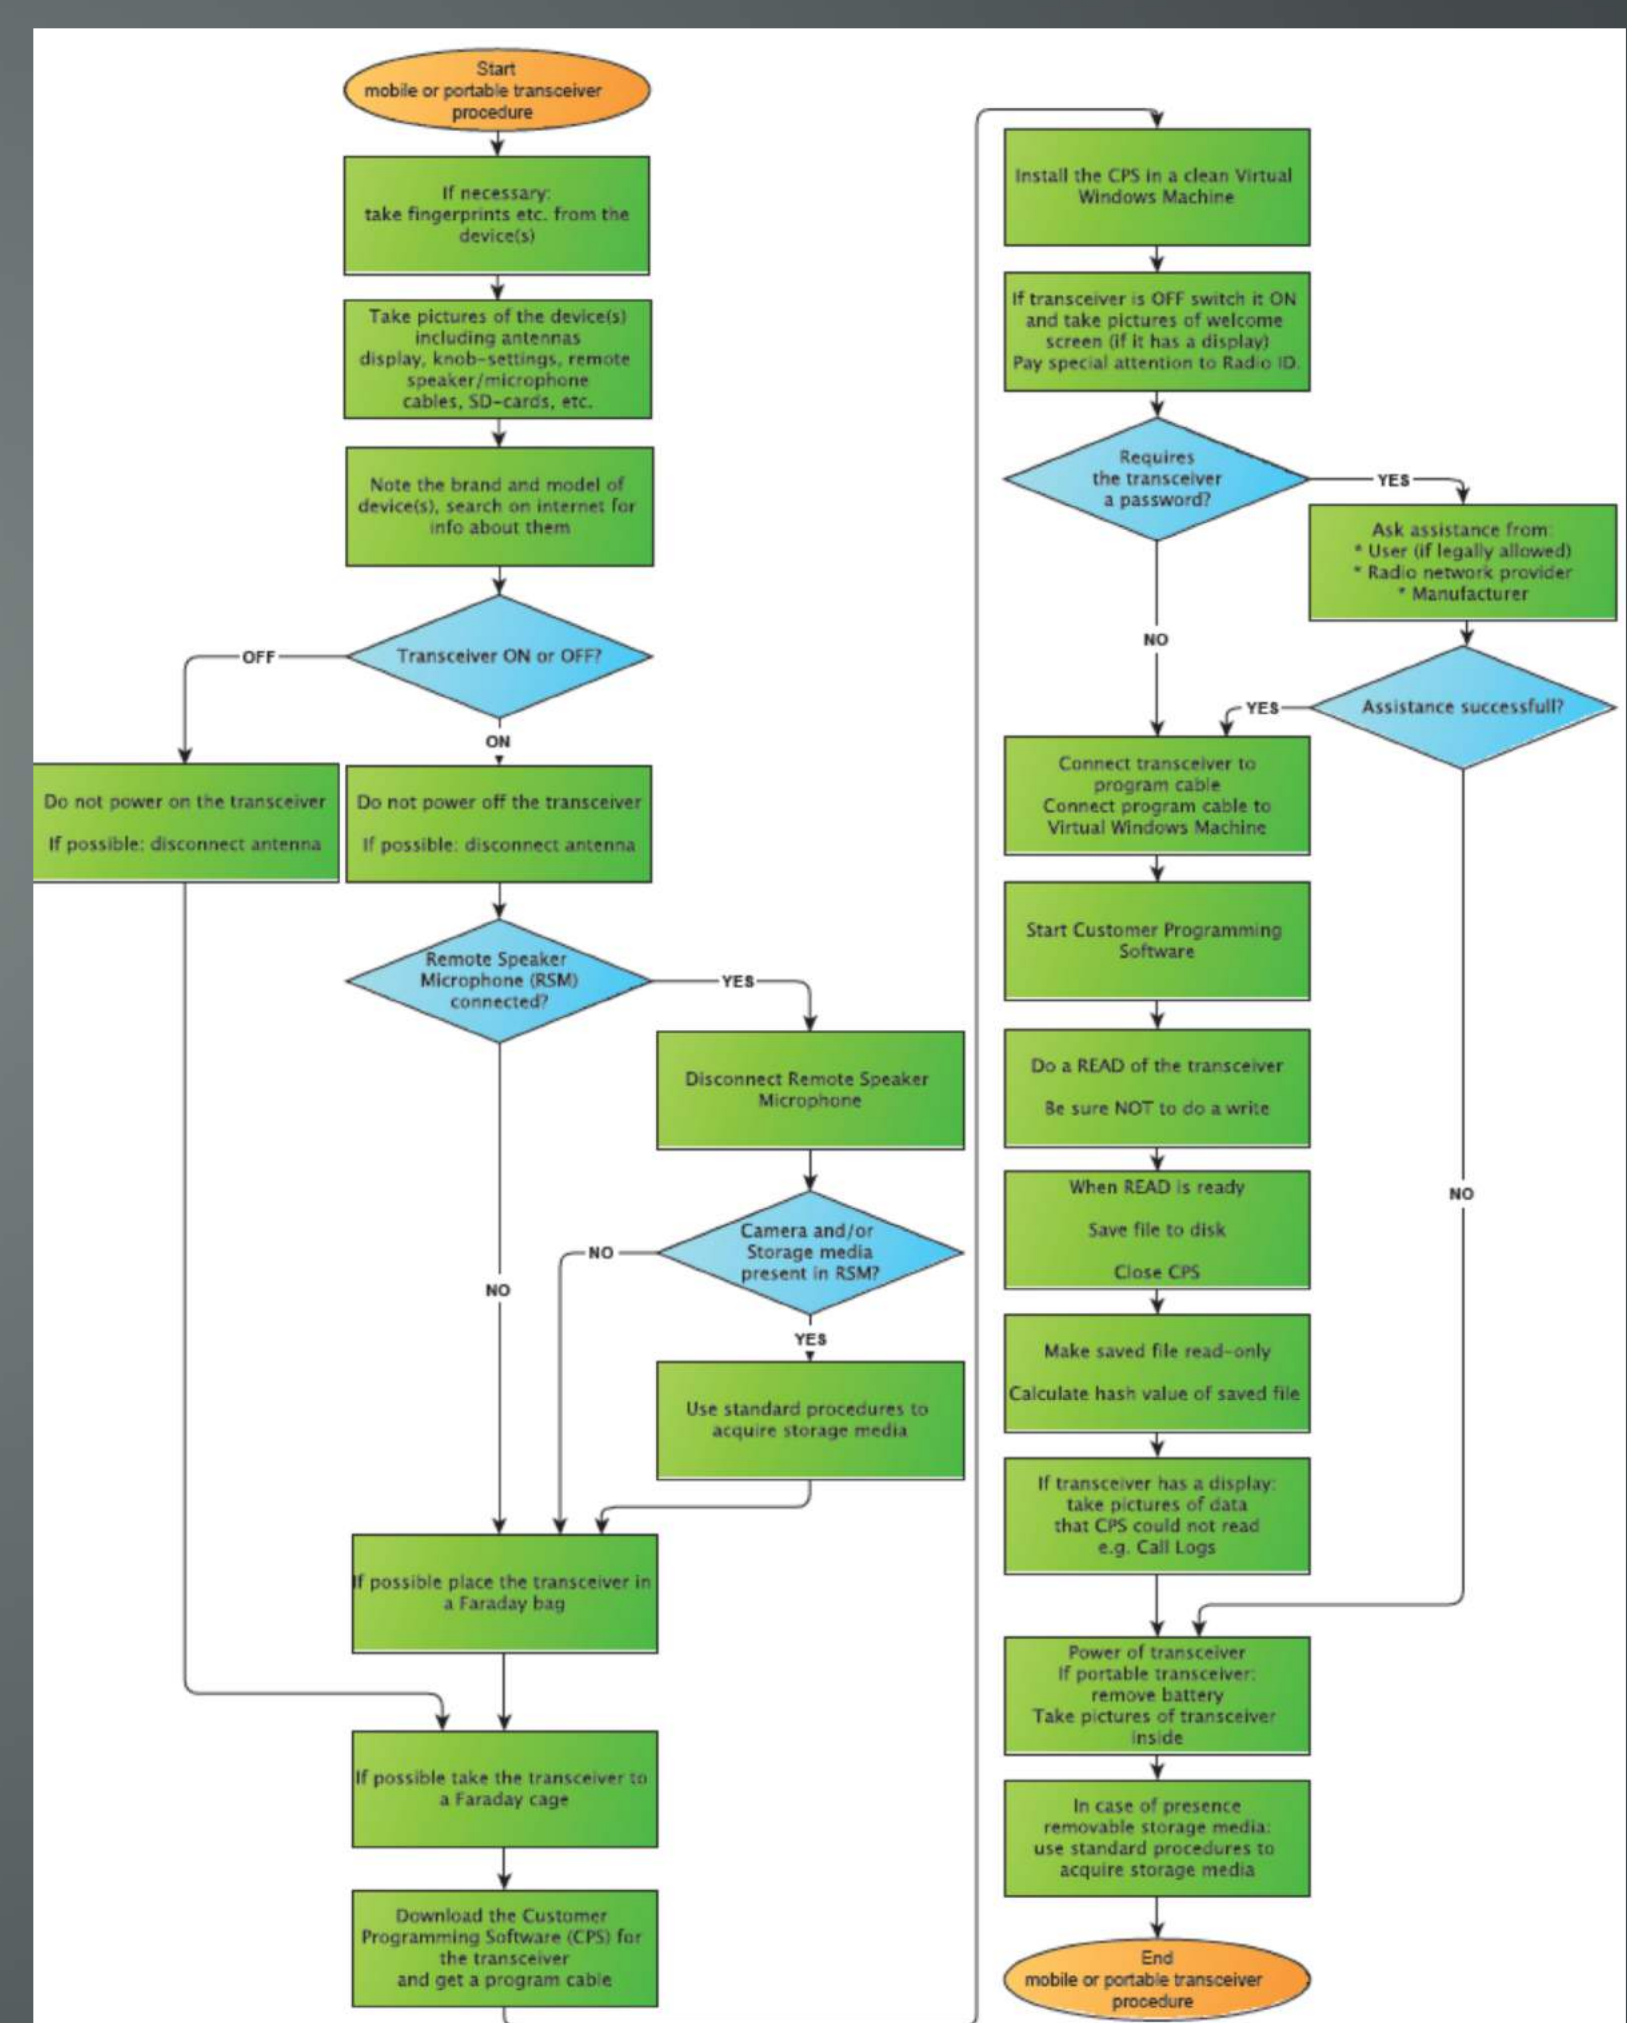 Start
mobile or portable transceiver
procedure
If necessary:
take fingerprints etc. from the
device(s)
Take pictures of the device(s)
including antennas
display, knob-settings, remote
speaker/microphone
cables, SD-cards, etc.
Note the brand and model of
device(s), search on internet for
info about them
Transceiver ON or OFF?
OFF
ON
Do not power on the transceiver
If possible: disconnect antenna
Do not power off the transceiver
If possible: disconnect antenna
Remote Speaker
Microphone (RSM)
connected?
YES
Disconnect Remote Speaker
Microphone
Camera and/or
Storage media
present in RSM?
NO
NO
YES
Use standard procedures to
acquire storage media
If possible place the transceiver in
a Faraday bag
If possible take the transceiver to
a Faraday cage
Download the Customer
Programming Software (CPS) for
the transceiver
and get a program cable
Install the CPS in a clean Virtual
Windows Machine
If transceiver is OFF switch it ON
and take pictures of welcome
screen (if it has a display)
Pay special attention to Radio ID.
Requires
the transceiver
a password?
YES
Ask assistance from:
* User (if legally allowed)
* Radio network provider
* Manufacturer
NO
Assistance successfull?
YES
Connect transceiver to
program cable
Connect program cable to
Virtual Windows Machine
Start Customer Programming
Software
Do a READ of the transceiver
Be sure NOT to do a write
When READ is ready
Save file to disk
Close CPS
NO
Make saved file read-only
Calculate hash value of saved file
If transceiver has a display:
take pictures of data
that CPS could not read
e.g. Call Logs
Power of transceiver
If portable transceiver:
remove battery
Take pictures of transceiver
inside
In case of presence
removable storage media:
use standard procedures to
acquire storage media
End
mobile or portable transceiver
procedure